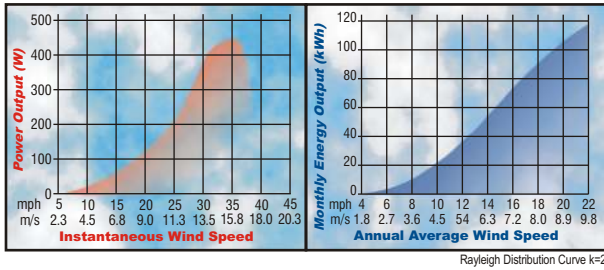 500
400
300
200
100
0
Power Output (W)
mph 5 10 15 20 25 30 35 40 45
m/s 2.3 4.5 6.8 9.0 11.3 13.5 15.8 18.0 20.3
Instantaneous Wind Speed
120
100
80
60
40
20
0
Monthly Energy Output (kWh)
mph 4 6 8 10 12 14 16 18 20 22
m/s 1.8 2.7 3.6 4.5 54 6.3 7.2 8.0 8.9 9.8
Annual Average Wind Speed
Rayleigh Distribution Curve k=2